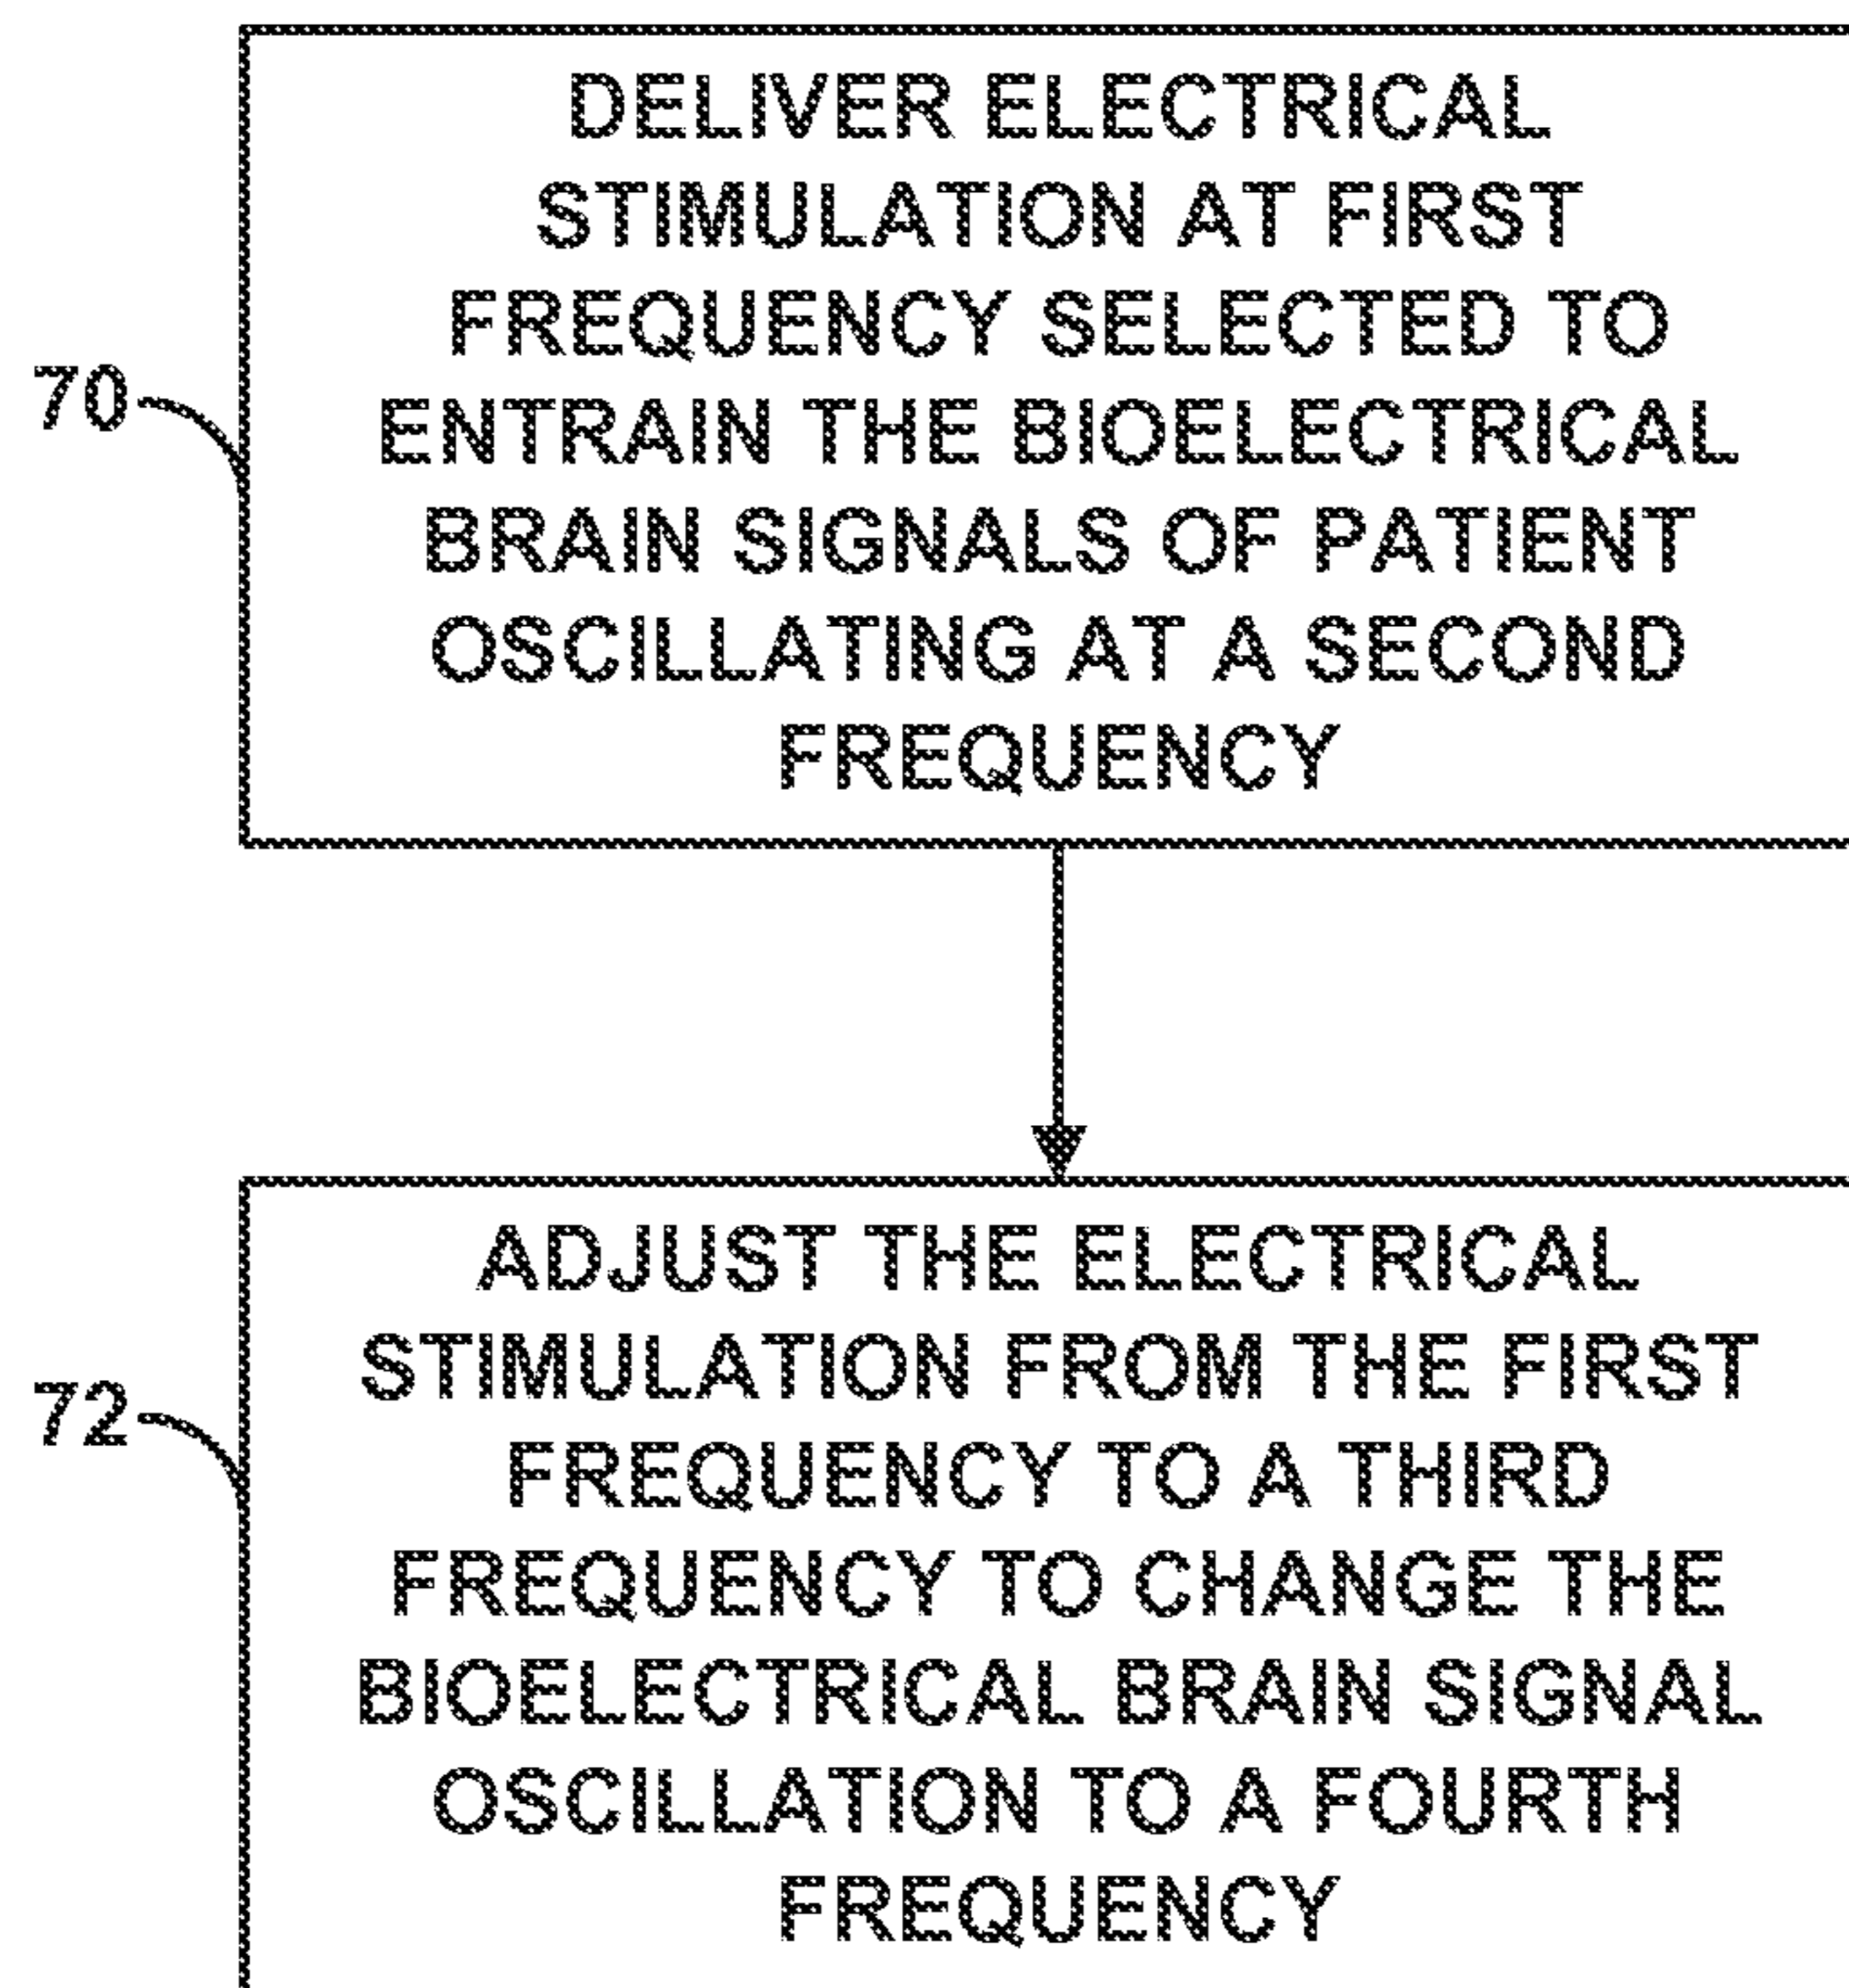 DELIVER ELECTRICAL
STIMULATION AT FIRST
FREQUENCY SELECTED TO
70
ENTRAIN THE BIOELECTRICAL
BRAIN SIGNALS OF PATIENT
OSCILLATING AT A SECOND
FREQUENCY
ADJUST THE ELECTRICAL
STIMULATION FROM THE FIRST
72
FREQUENCY TO A THIRD
FREQUENCY TO CHANGE THE
BIOELECTRICAL BRAIN SIGNAL
OSCILLATION TO A FOURTH
FREQUENCY